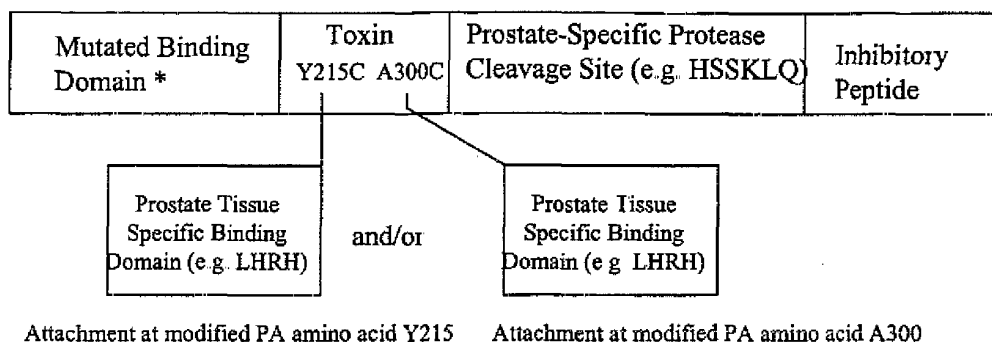 Mutated Binding
Domain *
Toxin
Y215C A300C
Prostate-Specific Protease
Cleavage Site (e.g. HSSKLQ)
Inhibitory
Peptide
Prostate Tissue
Specific Binding
Domain (e.g. LHRH)
and/or
Prostate Tissue
Specific Binding
Domain (e g LHRH)
Attachment at modified PA amino acid Y215
Attachment at modified PA amino acid A300